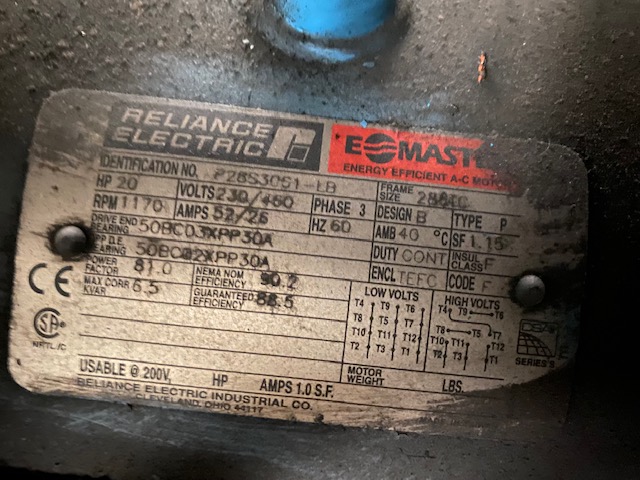 RELIANCE
ELECTRIC
E MASTER
ENERGY EFFICIENT A-C MOTOR
IDENTIFICATION NO. P28S3051 -LB
FRAME SIZE
HP 20 VOLTS 230/460 PHASE 3 DESIGN B TYPE P
RPM 1170 AMPS 52/26 HZ 60 AMB 40 °C SF 1.15
DRIVE END BEARING 50BC03XPP30A DUTY CONT INSUL CLASS F
OPP D.E. BEARING 50BC02XPP30A ENCL TEFC CODE F
POWER FACTOR 81.0 NEMA NOM EFFICIENCY 90.2
MAX CORR KVAR 6.5 GUARANTEED EFFICIENCY 88.5
LOW VOLTS HIGH VOLTS
T4 T9 T6 T4 T9 T6
T8 T5 T7 T8 T5 T7
T10 T11 T12 T10 T11 T12
T2 T3 T1 T2 T3 T1
CE
NRTL/C
SERIES
USABLE @ 200V, HP AMPS 1.0 S.F. MOTOR WEIGHT LBS
RELIANCE ELECTRIC INDUSTRIAL CO.
CLEVELAND, OHIO 44117
MADE IN